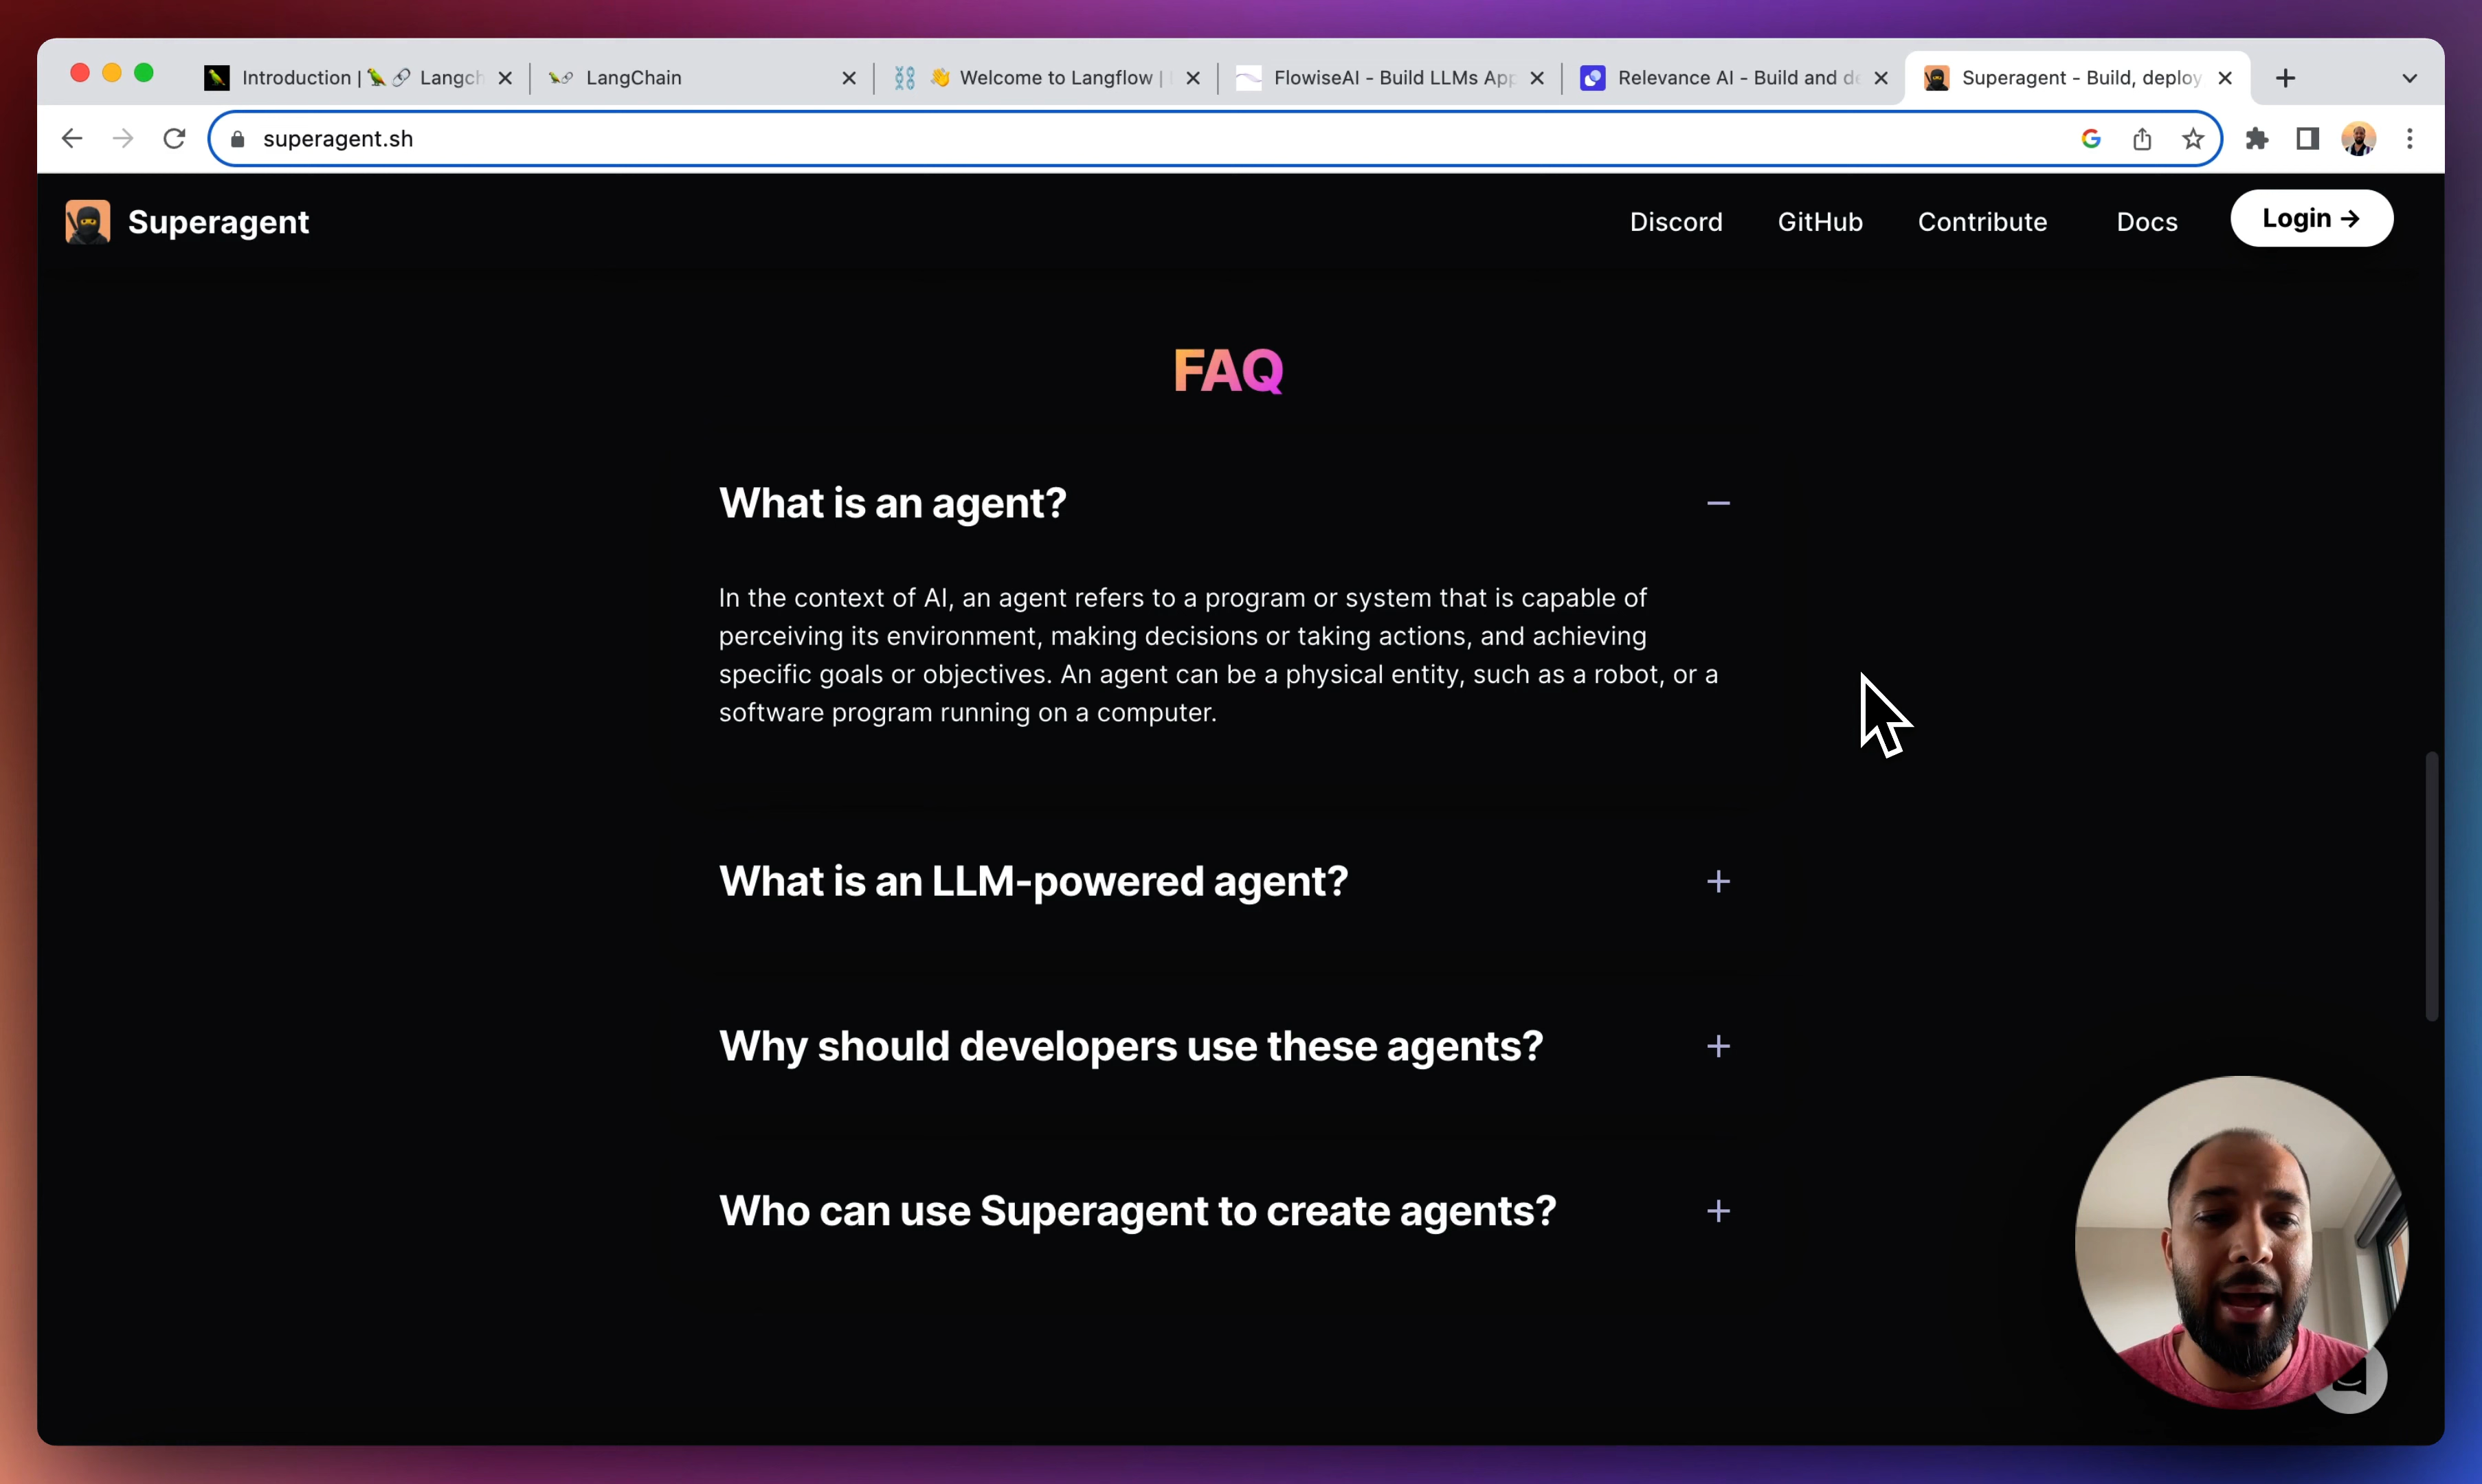 Introduction | 🦜 🔗 Langch
LangChain
👋 Welcome to Langflow |
FlowiseAI - Build LLMs App
Relevance AI - Build and de
Superagent - Build, deploy
superagent.sh
Superagent
Discord
GitHub
Contribute
Docs
Login →
FAQ
What is an agent?
In the context of AI, an agent refers to a program or system that is capable of
perceiving its environment, making decisions or taking actions, and achieving
specific goals or objectives. An agent can be a physical entity, such as a robot, or a
software program running on a computer.
What is an LLM-powered agent?
Why should developers use these agents?
Who can use Superagent to create agents?